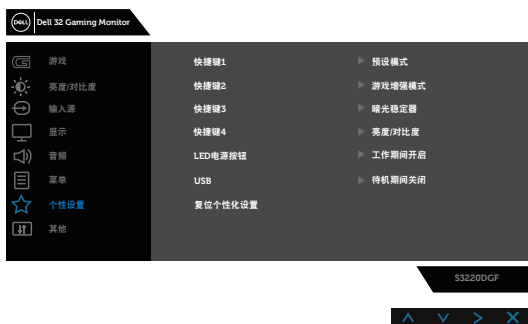 DELL Dell 32 Gaming Monitor
游戏 快捷键1 预设模式
亮度/对比度 快捷键2 游戏增强模式
输入源 快捷键3 暗光稳定器
显示 快捷键4 亮度/对比度
音频 LED电源按钮 工作期间开启
菜单 USB 待机期间关闭
个性设置 复位个性化设置
其他
S3220DGF